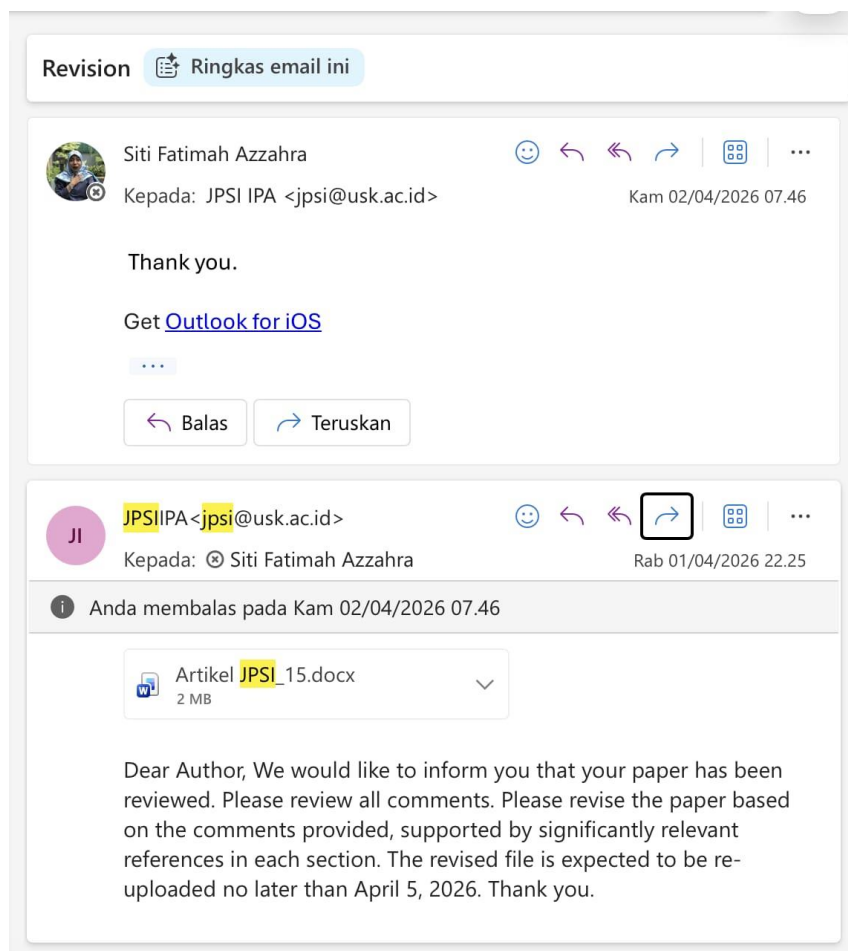 Revision Ringkas email ini
Siti Fatimah Azzahra
Kepada: JPSI IPA <jpsi@usk.ac.id>
Kam 02/04/2026 07.46
Thank you.
Get Outlook for iOS
...
Balas Teruskan
JI
JPSIIPA<jpsi@usk.ac.id>
Kepada: Siti Fatimah Azzahra
Rab 01/04/2026 22.25
Anda membalas pada Kam 02/04/2026 07.46
Artikel JPSI_15.docx
2 MB
Dear Author, We would like to inform you that your paper has been
reviewed. Please review all comments. Please revise the paper based
on the comments provided, supported by significantly relevant
references in each section. The revised file is expected to be re-
uploaded no later than April 5, 2026. Thank you.